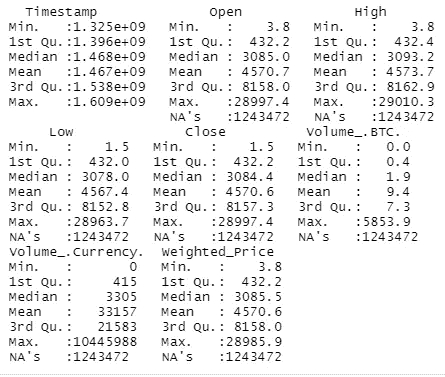 Timestamp Open High
Min. :1.325e+09 Min. : 3.8 Min. : 3.8
1st Qu.:1.396e+09 1st Qu.: 432.2 1st Qu.: 432.4
Median :1.468e+09 Median : 3085.0 Median : 3093.2
Mean :1.467e+09 Mean : 4570.7 Mean : 4573.7
3rd Qu.:1.538e+09 3rd Qu.: 8158.0 3rd Qu.: 8162.9
Max. :1.609e+09 Max. :28997.4 Max. :29010.3
NA's :1243472 NA's :1243472
Low Close Volume_.BTC.
Min. : 1.5 Min. : 1.5 Min. : 0.0
1st Qu.: 432.0 1st Qu.: 432.2 1st Qu.: 0.4
Median : 3078.0 Median : 3084.4 Median : 1.9
Mean : 4567.4 Mean : 4570.6 Mean : 9.4
3rd Qu.: 8152.8 3rd Qu.: 8157.3 3rd Qu.: 7.3
Max. :28963.7 Max. :28997.4 Max. :5853.9
NA's :1243472 NA's :1243472 NA's :1243472
Volume_.Currency. Weighted_Price
Min. : 0 Min. : 3.8
1st Qu.: 415 1st Qu.: 432.2
Median : 3305 Median : 3085.5
Mean : 33157 Mean : 4570.6
3rd Qu.: 21583 3rd Qu.: 8158.0
Max. :10445988 Max. :28985.9
NA's :1243472 NA's :1243472